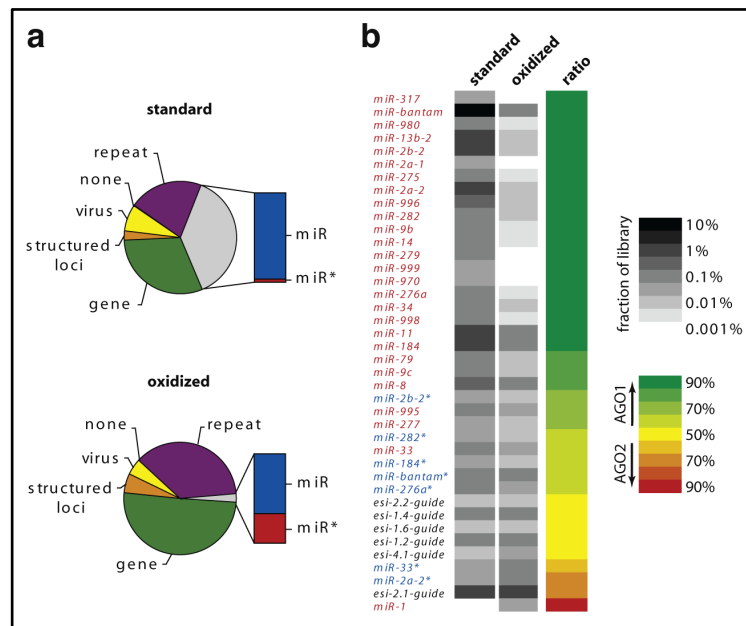 a
standard
repeat
none
virus
structured
loci
gene
miR
miR*
oxidized
none
repeat
virus
structured
loci
gene
miR
miR*
b
standard
oxidized
ratio
miR-317
miR-bantam
miR-980
miR-13b-2
miR-2b-2
miR-2a-1
miR-275
miR-2a-2
miR-996
miR-282
miR-9b
miR-14
miR-279
miR-999
miR-970
miR-276a
miR-34
miR-998
miR-11
miR-184
miR-79
miR-9c
miR-8
miR-2b-2*
miR-995
miR-277
miR-282*
miR-33
miR-184*
miR-bantam*
miR-276a*
esi-2.2-guide
esi-1.4-guide
esi-1.6-guide
esi-1.2-guide
esi-4.1-guide
miR-33*
miR-2a-2*
esi-2.1-guide
miR-1
fraction of library
10%
1%
0.1%
0.01%
0.001%
AGO1
AGO2
90%
70%
50%
70%
90%